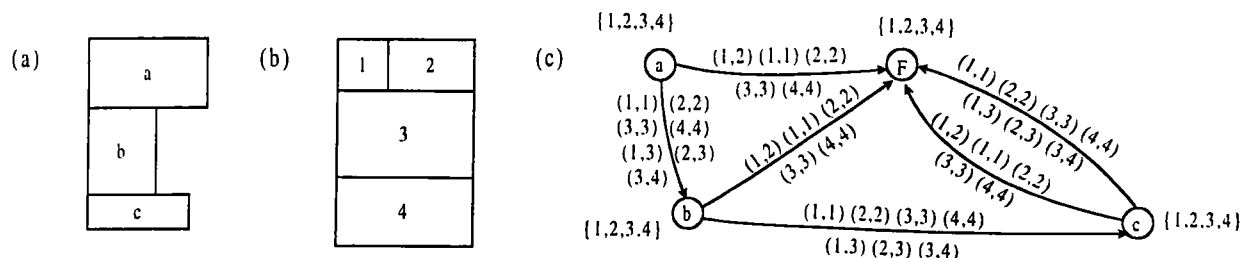 (a)
a
b
c
(b)
1 2
3
4
(c)
{1,2,3,4}
a
{1,2,3,4}
F
(1,2) (1,1) (2,2)
(3,3) (4,4)
(1,1) (2,2)
(3,3) (4,4)
(1,3) (2,3)
(3,4)
(1,2) (1,1) (2,2)
(3,3) (4,4)
(1,1) (2,2) (3,3) (4,4)
(1,3) (2,3) (3,4)
(1,2) (1,1) (2,2)
(3,3) (4,4)
b
{1,2,3.4}
(1,1) (2,2) (3,3) (4,4)
(1,3) (2,3) (3,4)
c
{1,2,3,4}